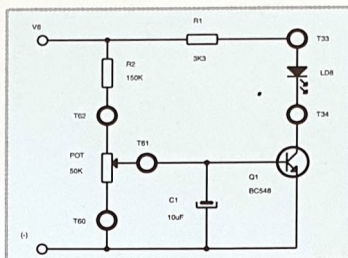 V6
R1
3K3
T33
R2
150K
LD8
T62
T34
T61
POT
50K
Q1
BC548
C1
10uF
T60
(-)